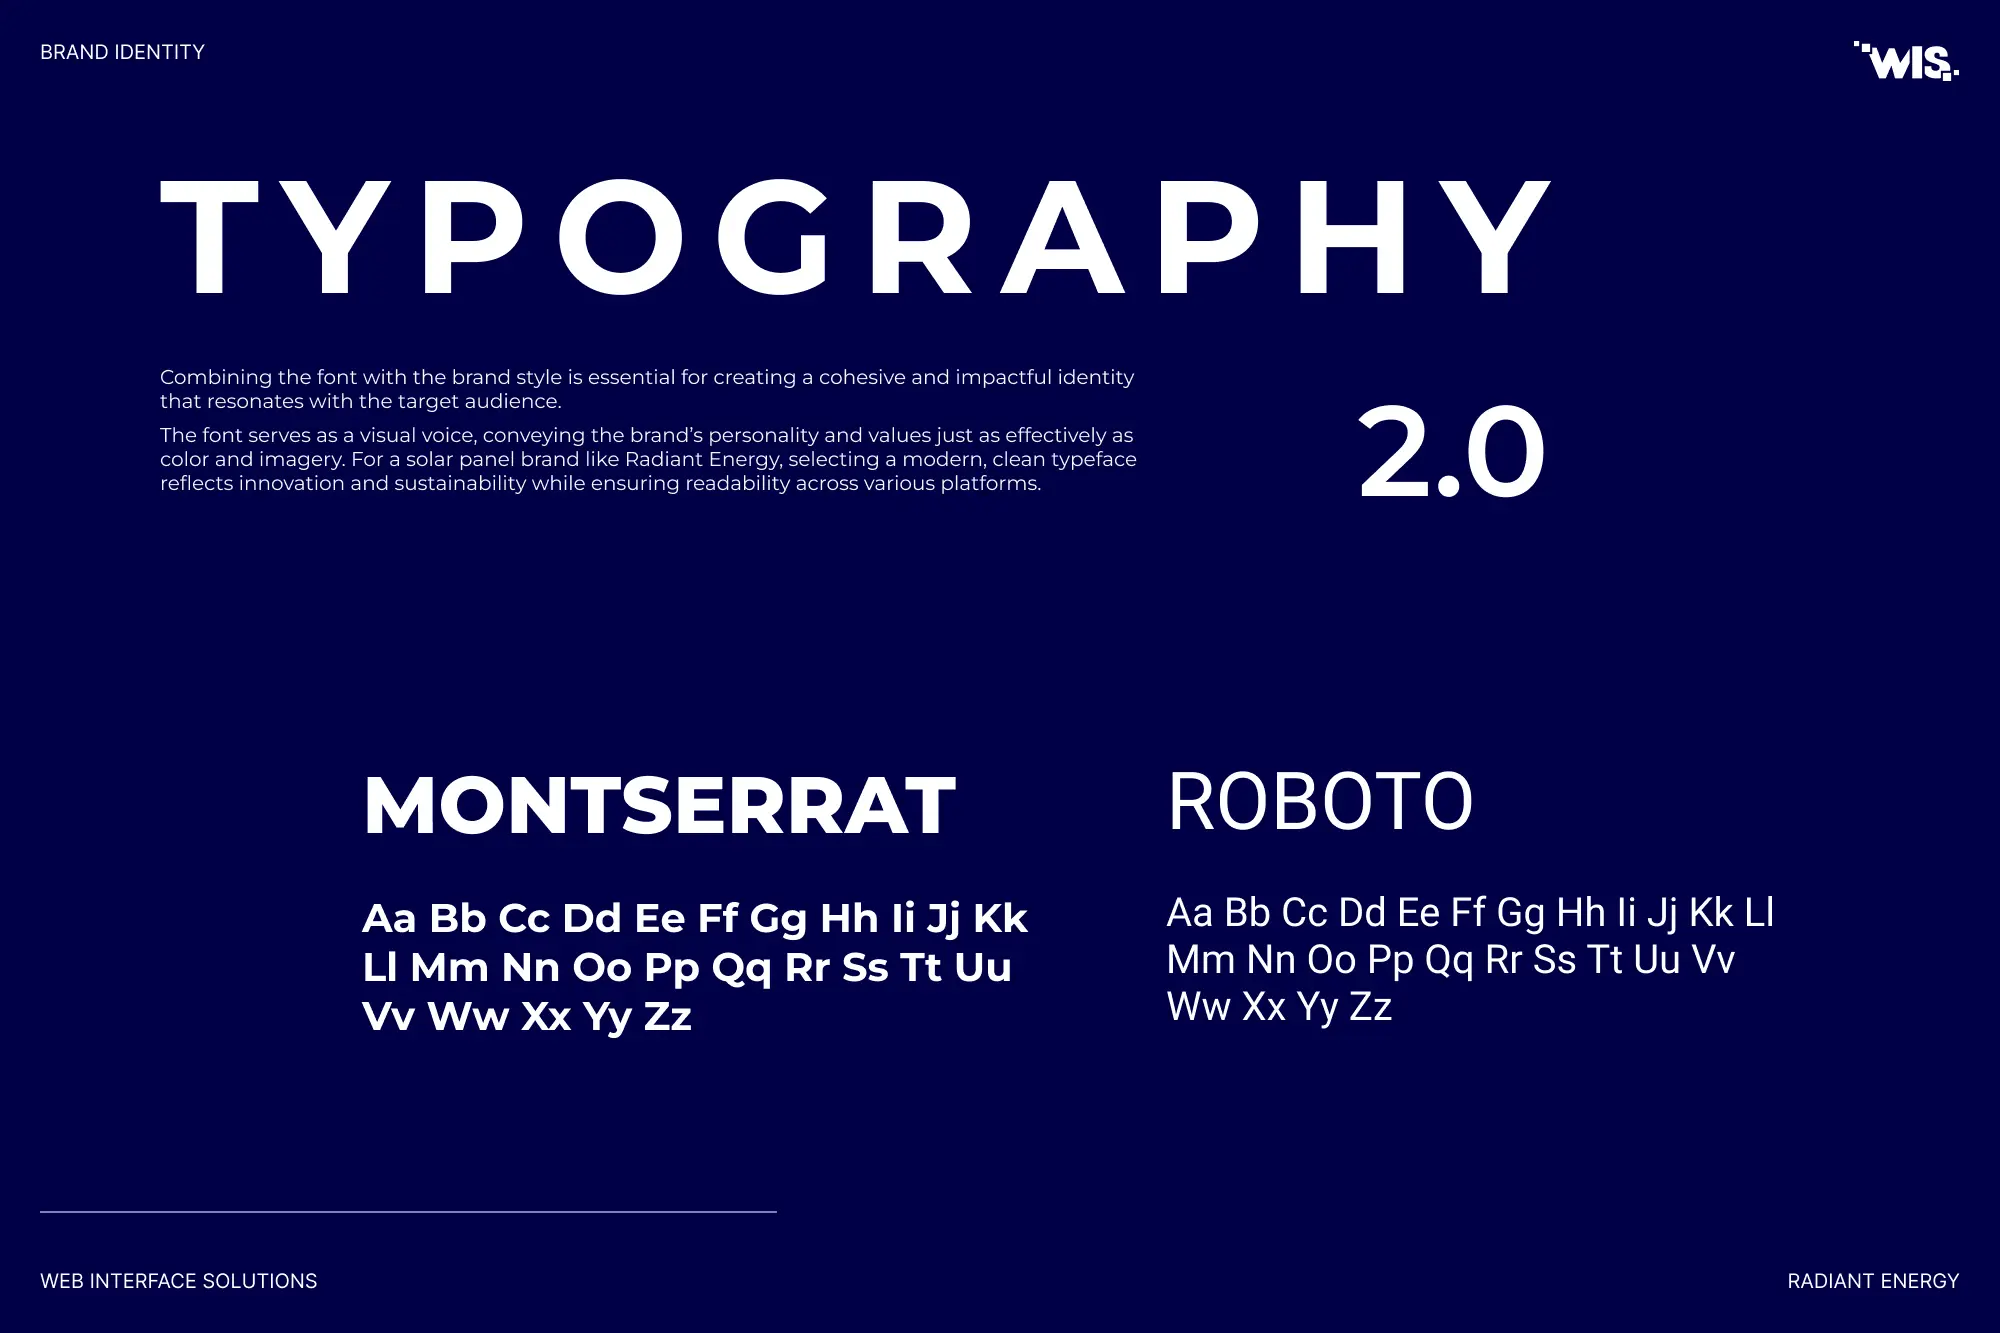 BRAND IDENTITY
WIS.
TYPOGRAPHY
Combining the font with the brand style is essential for creating a cohesive and impactful identity
that resonates with the target audience.
The font serves as a visual voice, conveying the brand’s personality and values just as effectively as
color and imagery. For a solar panel brand like Radiant Energy, selecting a modern, clean typeface
reflects innovation and sustainability while ensuring readability across various platforms.
2.0
MONTSERRAT
Aa Bb Cc Dd Ee Ff Gg Hh Ii Jj Kk
Ll Mm Nn Oo Pp Qq Rr Ss Tt Uu
Vv Ww Xx Yy Zz
ROBOTO
Aa Bb Cc Dd Ee Ff Gg Hh Ii Jj Kk Ll
Mm Nn Oo Pp Qq Rr Ss Tt Uu Vv
Ww Xx Yy Zz
WEB INTERFACE SOLUTIONS
RADIANT ENERGY